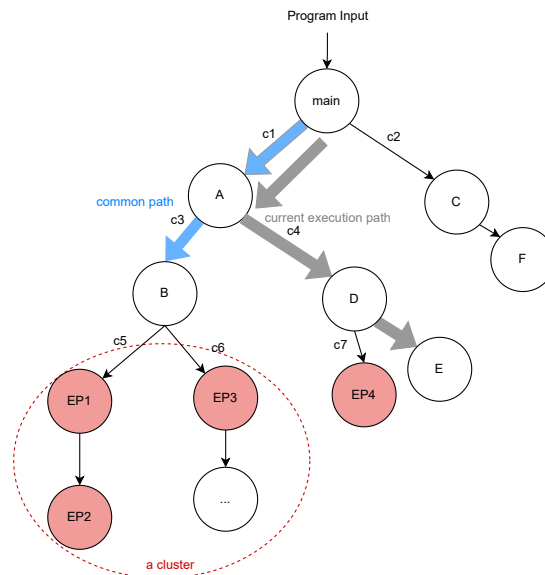 Program Input
main
c1
c2
A
common path
C
c3
current execution path
c4
F
B
D
c5
c6
c7
E
EP1
EP3
EP4
...
EP2
a cluster